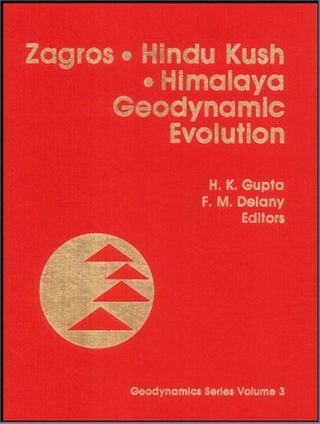 Zagros • Hindu Kush
• Himalaya
Geodynamic
Evolution
H. K. Gupta
F. M. Delany
Editors
Geodynamics Series Volume 3